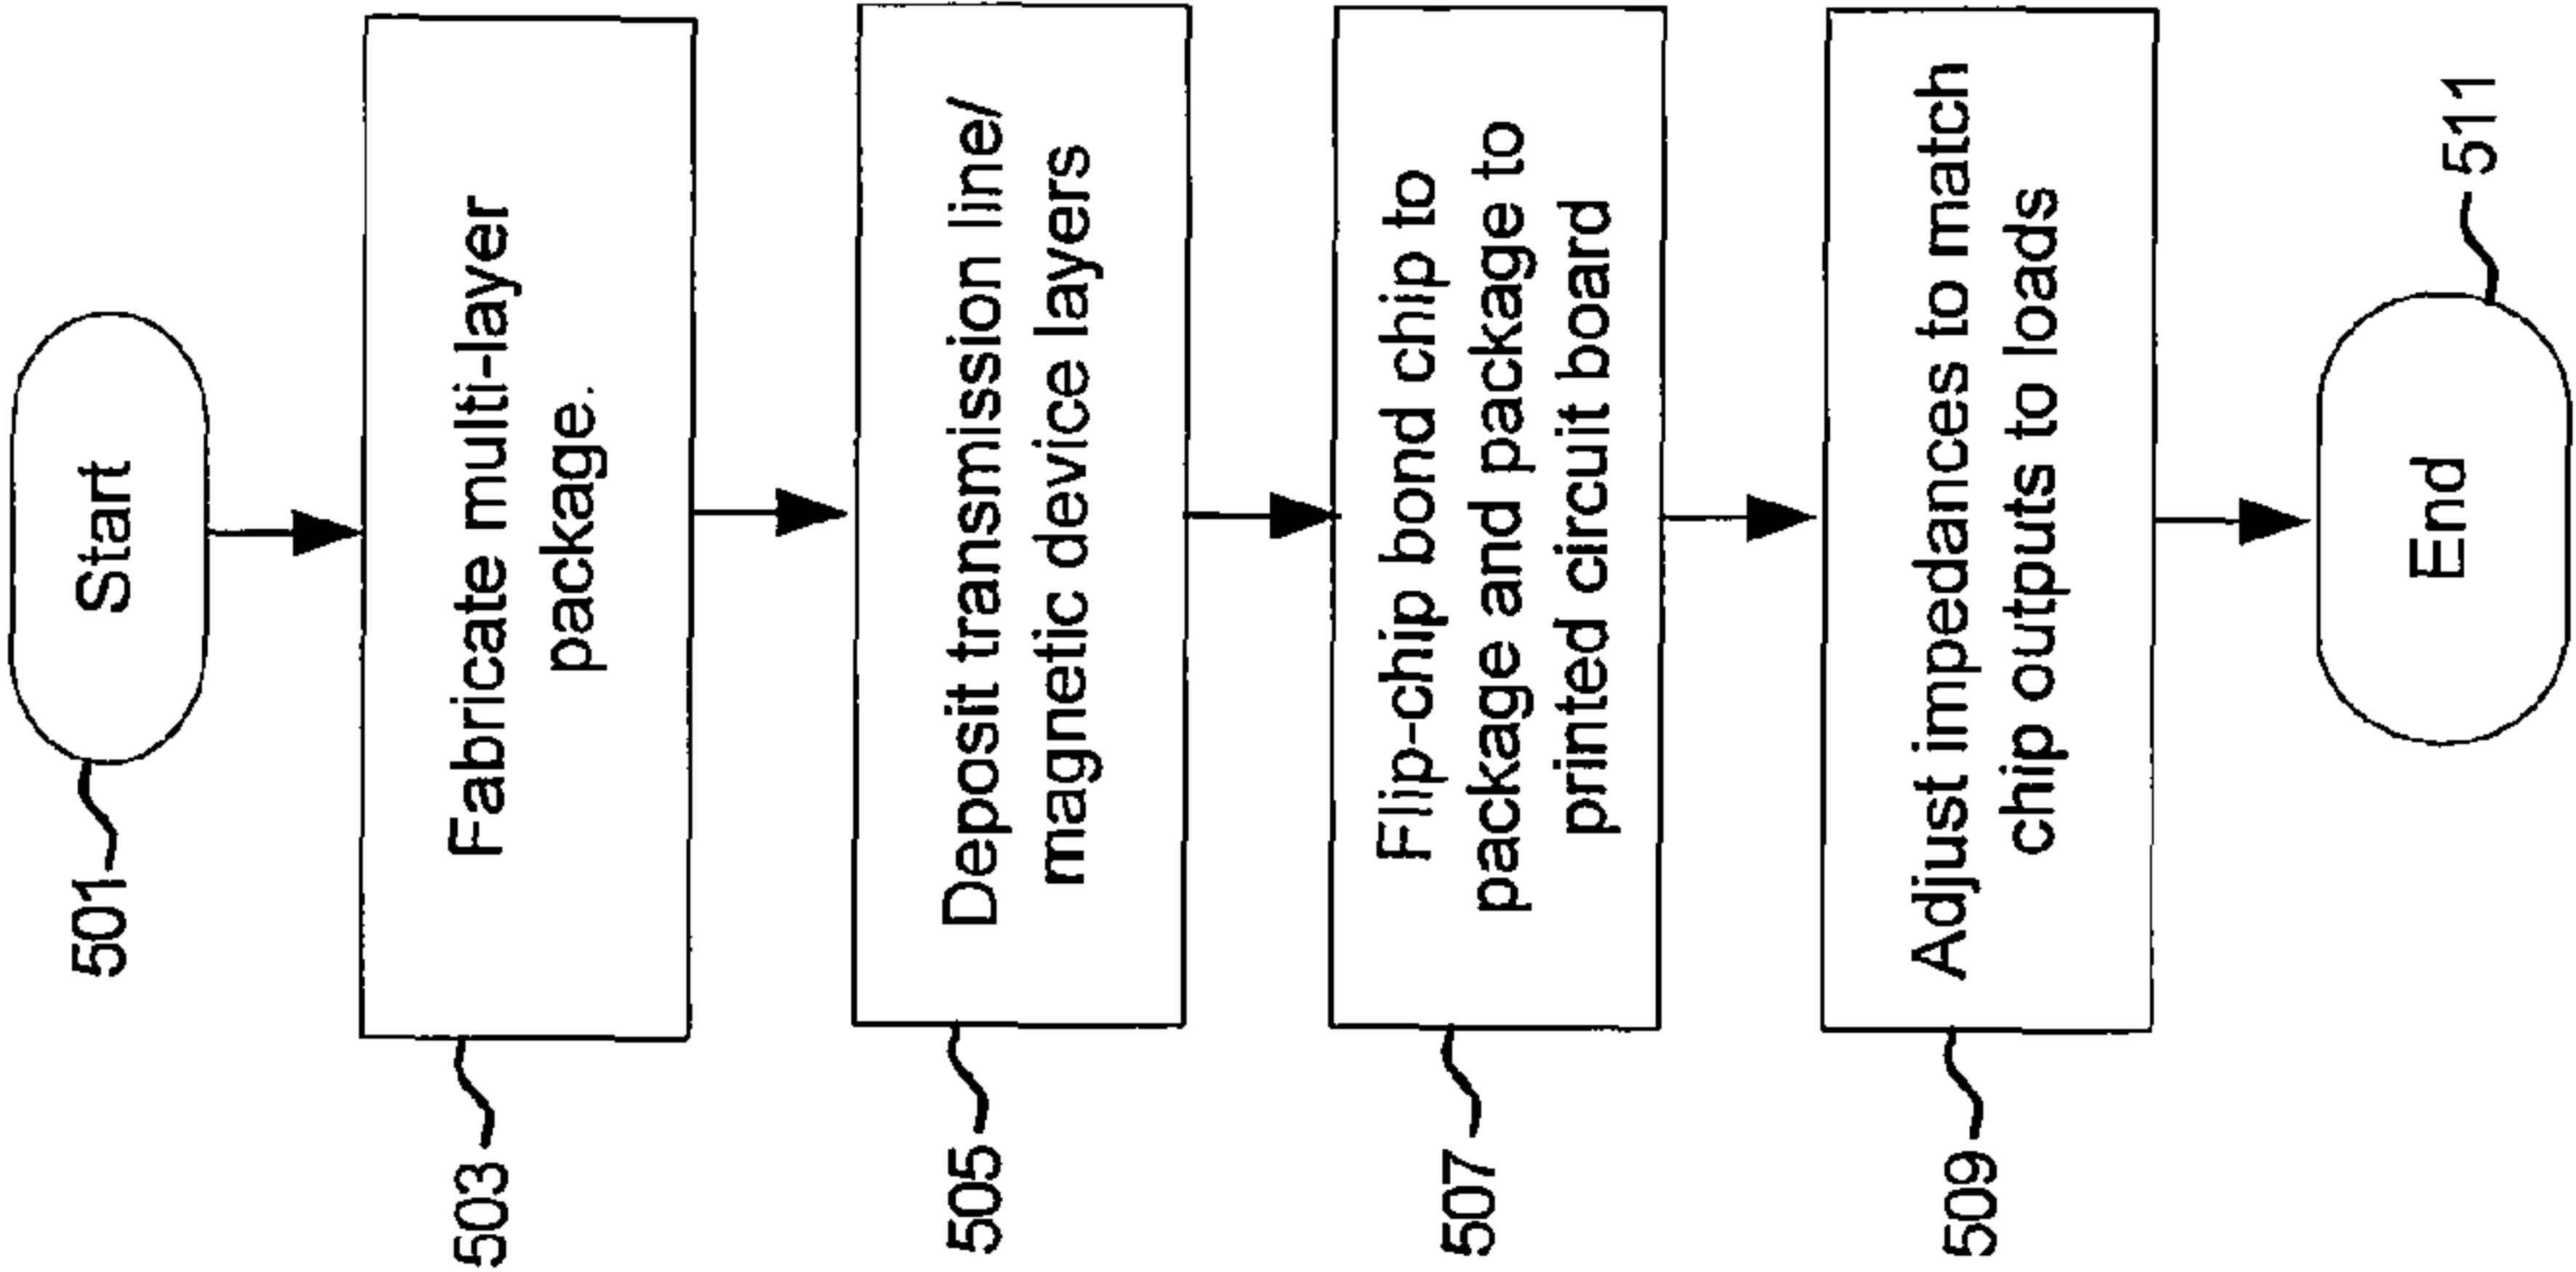 501
Start
503
Fabricate multi-layer
package.
505
Deposit transmission line/
magnetic device layers
507
Flip-chip bond chip to
package and package to
printed circuit board
509
Adjust impedances to match
chip outputs to loads
End
511